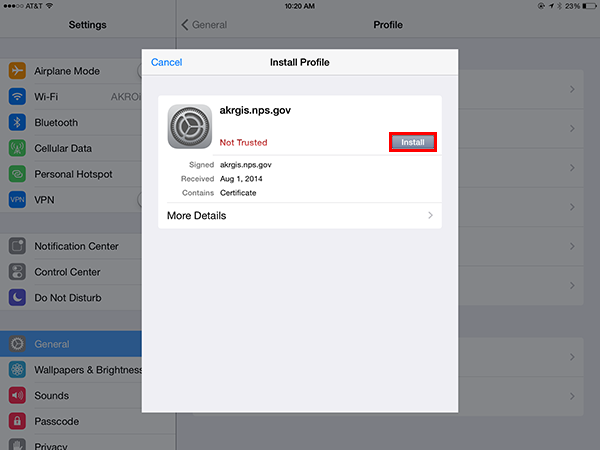 AT&T 10:20 AM 23%
Settings
General Profile
Cancel Install Profile
akrgis.nps.gov
Not Trusted Install
Signed akrgis.nps.gov
Received Aug 1, 2014
Contains Certificate
More Details
Airplane Mode
Wi-Fi AKROi
Bluetooth
Cellular Data
Personal Hotspot
VPN VPN
Notification Center
Control Center
Do Not Disturb
General
Wallpapers & Brightness
Sounds
Passcode
Privacy